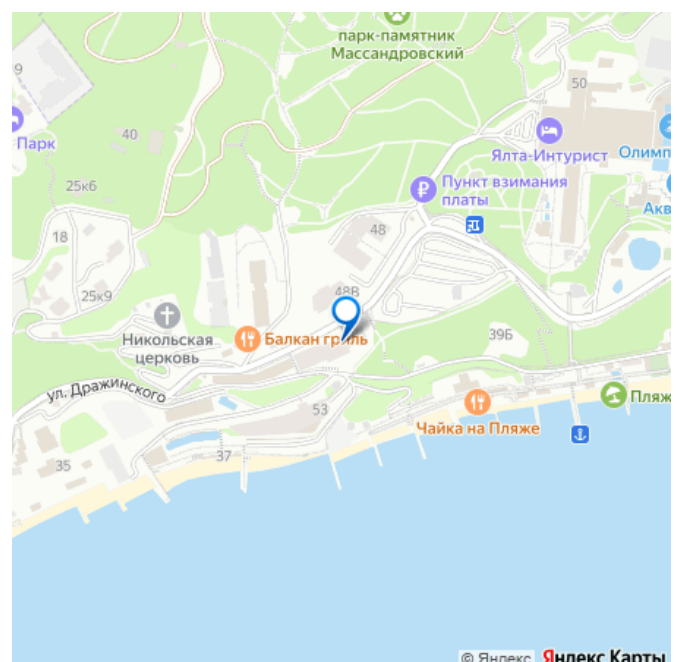 парк-памятник
Массандровский
9
50
Парк
40
Ялта-Интурист
Олимп
Пункт взимания
платы
25к6
Акв
18
48
25к9
48В
Никольская
церковь
Балкан гриль
39Б
ул. Дражинского
53
Чайка на Пляже
Пляж
35
37
© Яндекс Яндекс Карты